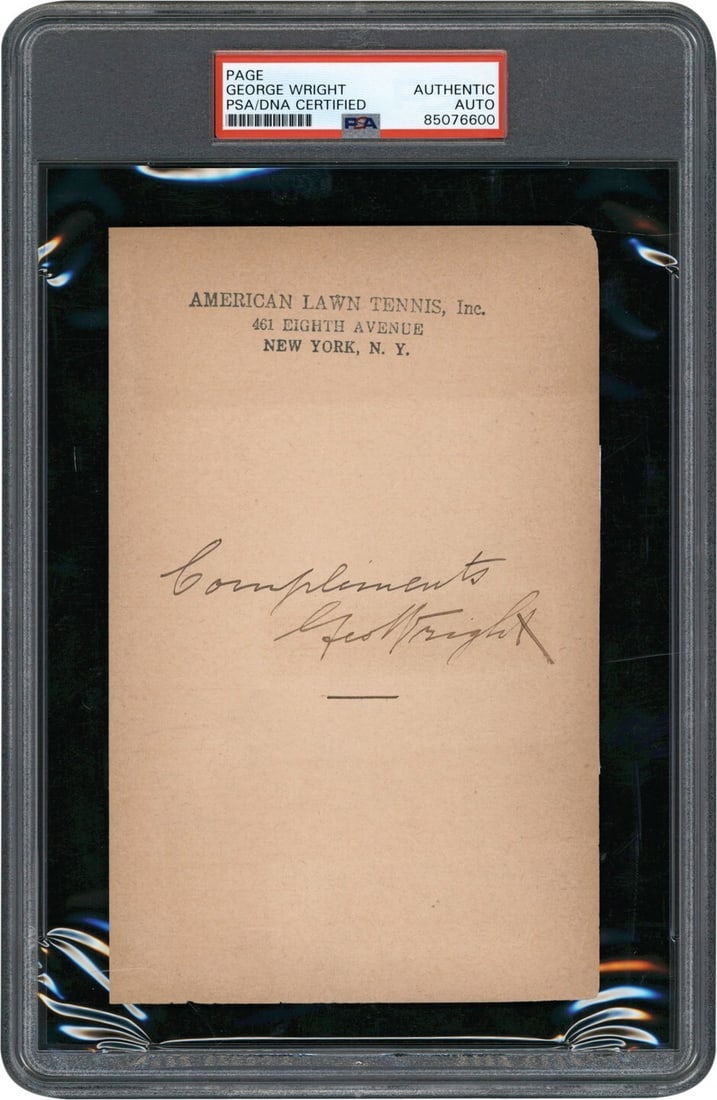 PAGE
GEORGE WRIGHT AUTHENTIC
PSA/DNA CERTIFIED AUTO
PSA 85076600
AMERICAN LAWN TENNIS, Inc.
461 EIGHTH AVENUE
NEW YORK, N. Y.
Compliments
Geo Wright